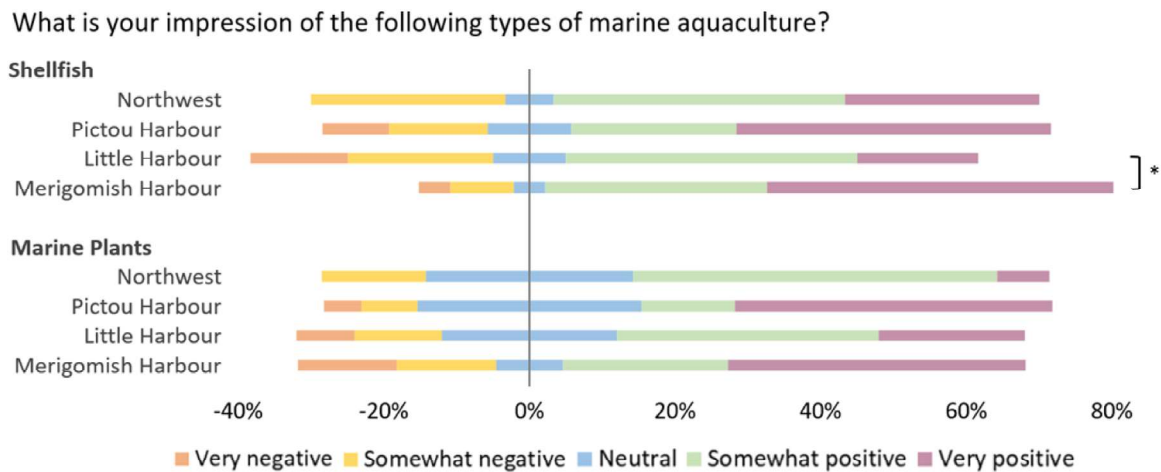 What is your impression of the following types of marine aquaculture?
Shellfish
Northwest
Pictou Harbour
Little Harbour
Merigomish Harbour
*
Marine Plants
Northwest
Pictou Harbour
Little Harbour
Merigomish Harbour
-40% -20% 0% 20% 40% 60% 80%
Very negative Somewhat negative Neutral Somewhat positive Very positive